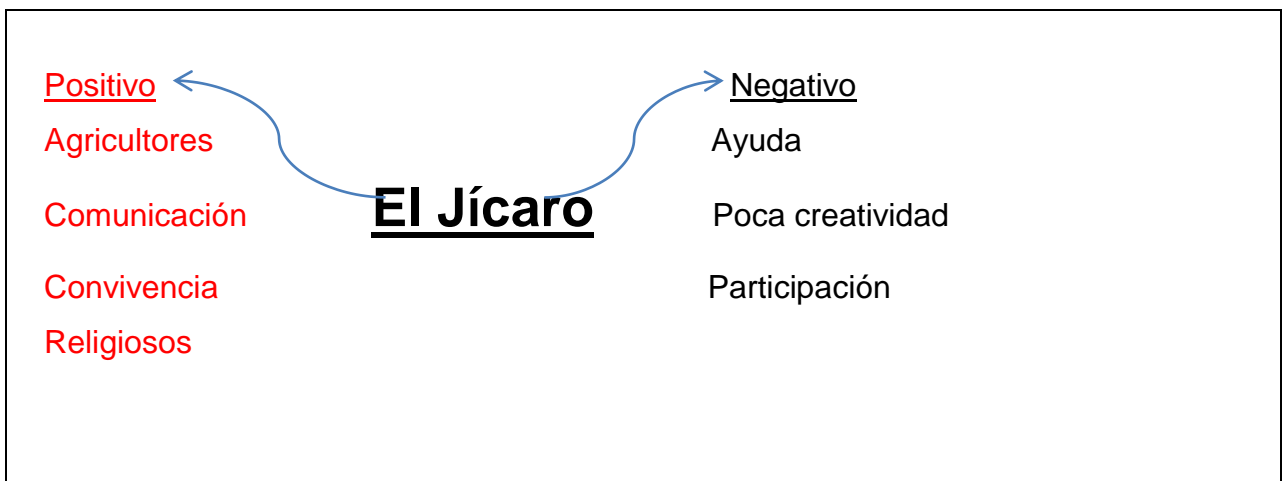 Positivo
Negativo
Agricultores
Ayuda
Comunicación
El Jícaro
Poca creatividad
Convivencia
Participación
Religiosos